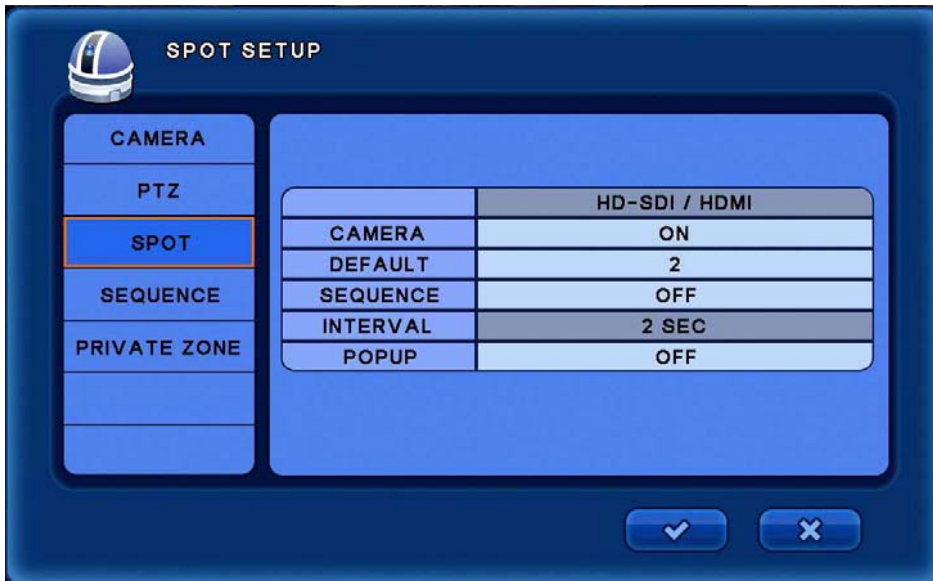 SPOT SETUP
CAMERA
PTZ
SPOT
SEQUENCE
PRIVATE ZONE
HD-SDI / HDMI
CAMERA ON
DEFAULT 2
SEQUENCE OFF
INTERVAL 2 SEC
POPUP OFF